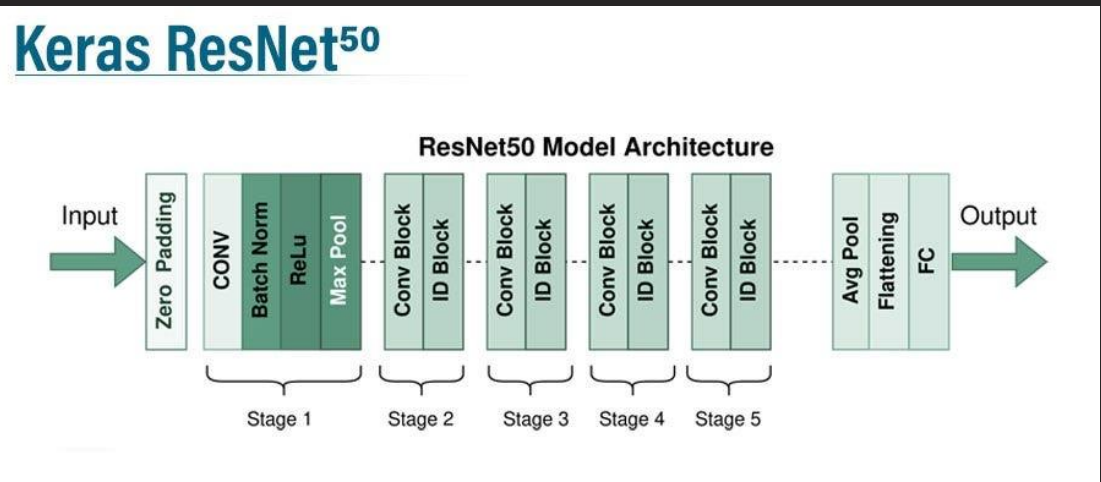 Keras ResNet⁵⁰
ResNet50 Model Architecture
Input
Zero Padding
CONV
Batch Norm
ReLu
Max Pool
Conv Block
ID Block
Conv Block
ID Block
Conv Block
ID Block
Conv Block
ID Block
Avg Pool
Flattening
FC
Output
Stage 1
Stage 2
Stage 3
Stage 4
Stage 5